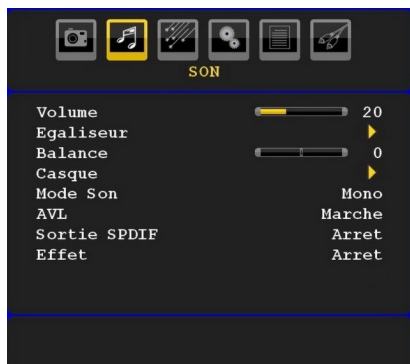 SON
Volume 20
Egaliseur
Balance 0
Casque
Mode Son Mono
AVL Marche
Sortie SPDIF Arret
Effet Arret